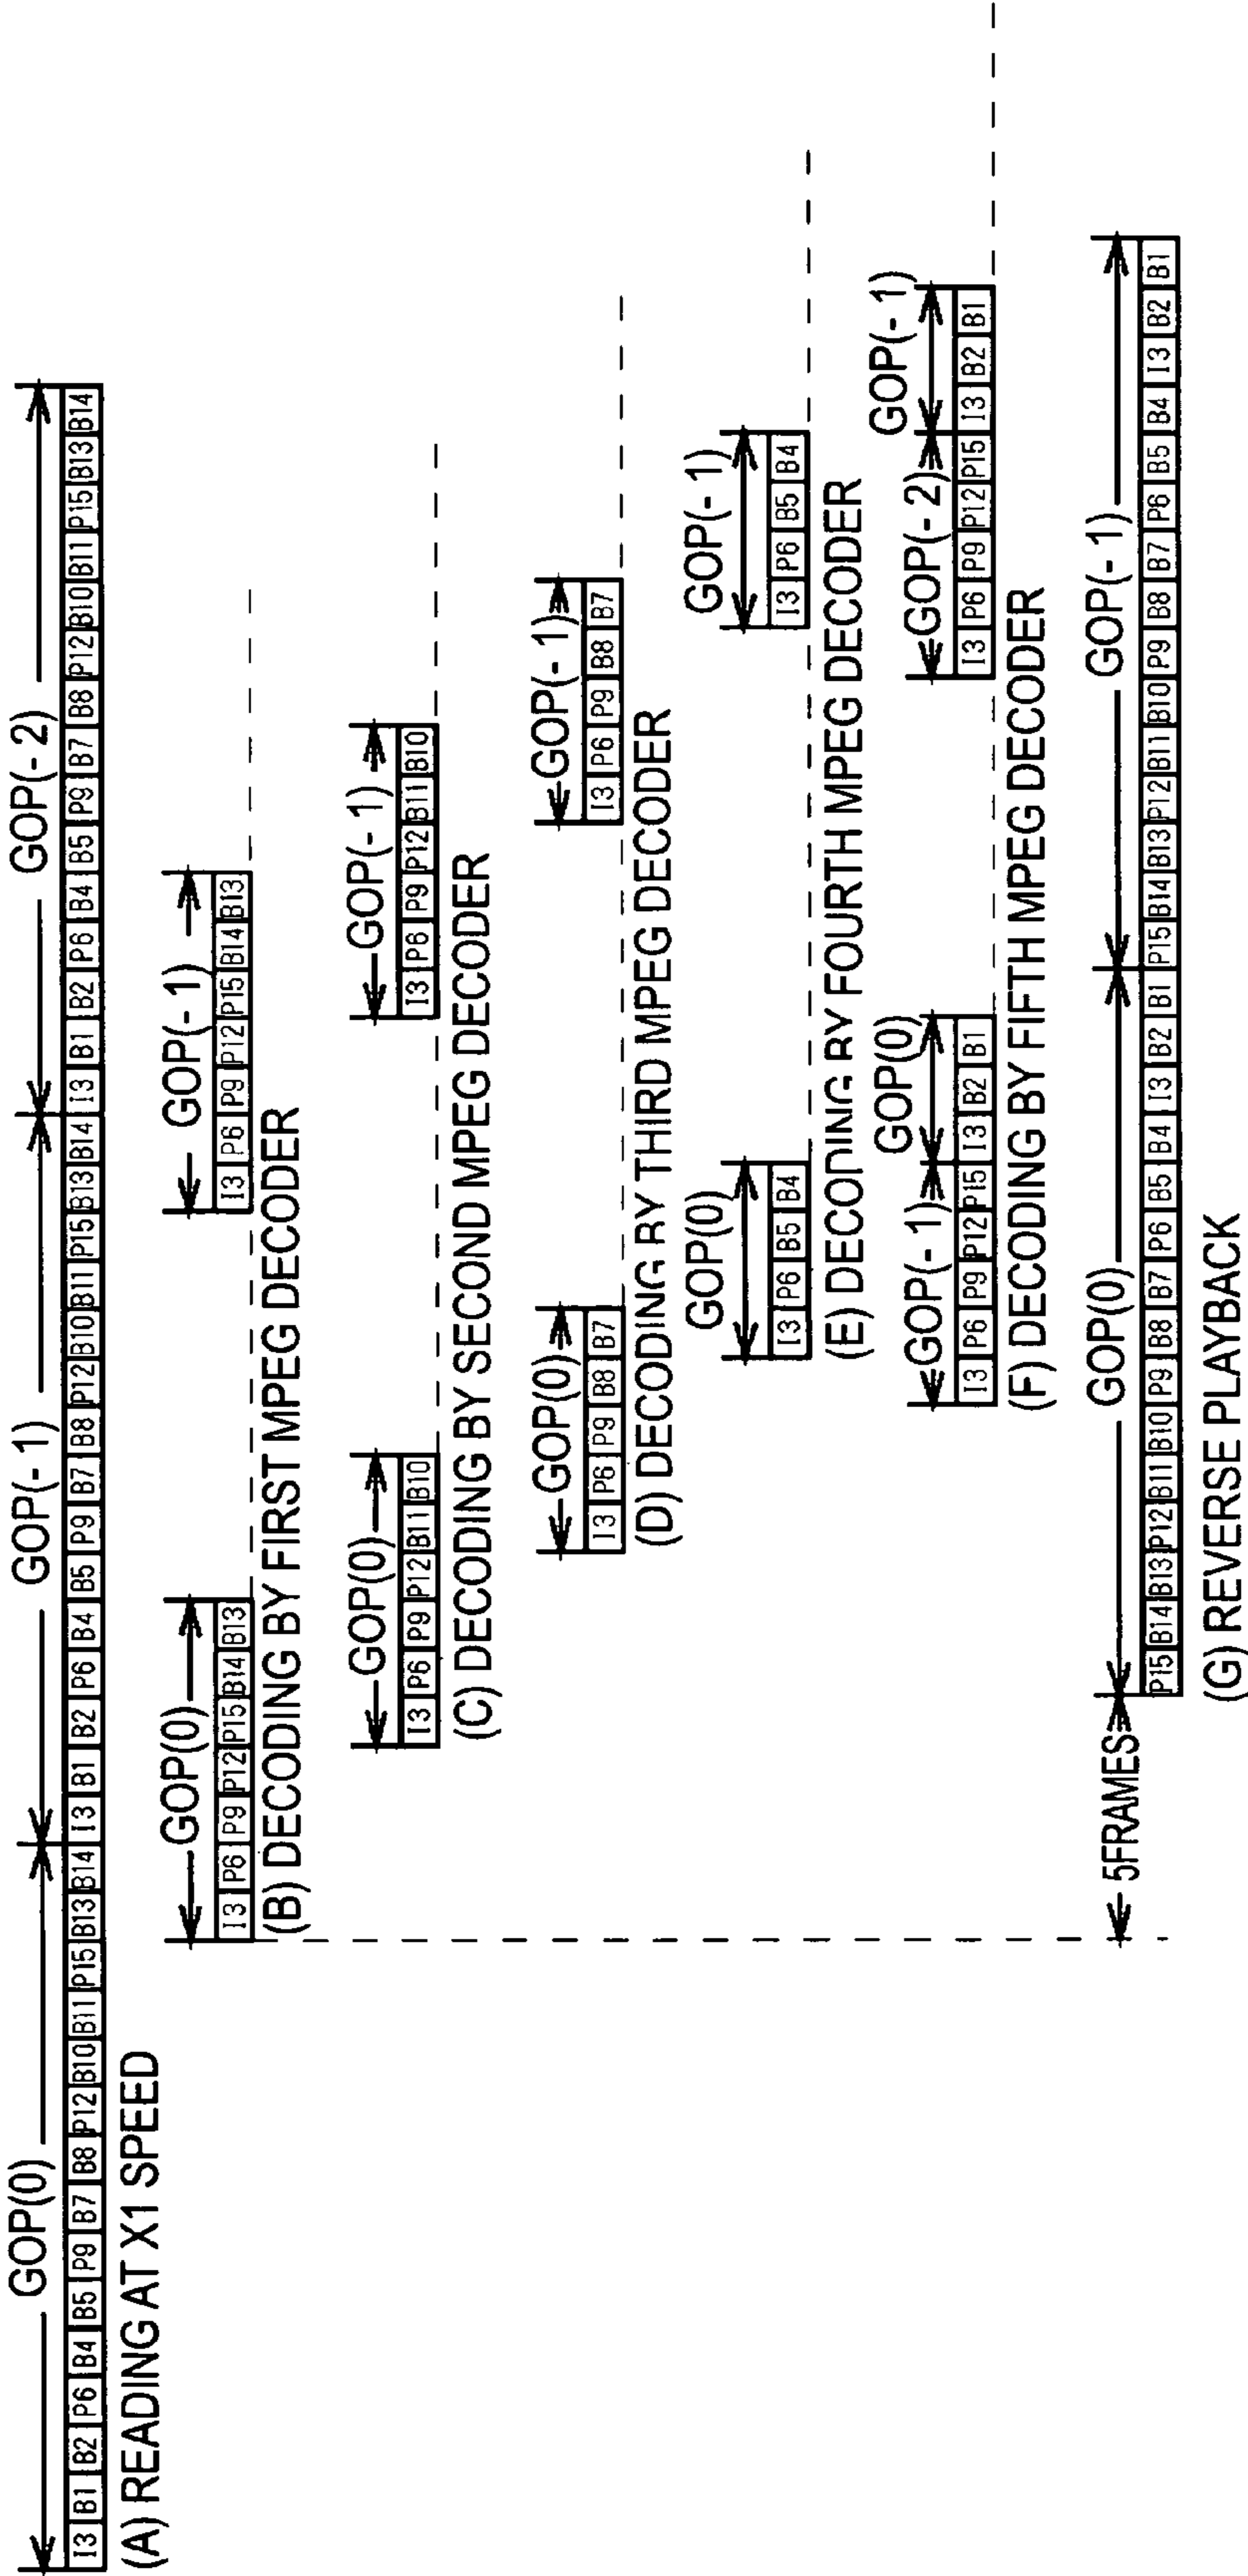 GOP(0) GOP(- 1) GOP(- 2)
I3 B1 B2 P6 B4 B5 P9 B7 B8 P12 B10 B11 P15 B13 B14 I3 B1 B2 P6 B4 B5 P9 B7 B8 P12 B10 B11 P15 B13 B14 I3 B1 B2 P6 B4 B5 P9 B7 B8 P12 B10 B11 P15 B13 B14
(A) READING AT X1 SPEED
GOP(0) GOP(- 1)
I3 P6 P9 P12 P15 B14 B13 I3 P6 P9 P12 P15 B14 B13
(B) DECODING BY FIRST MPEG DECODER
GOP(0) GOP(- 1)
I3 P6 P9 P12 B11 B10 I3 P6 P9 P12 B11 B10
(C) DECODING BY SECOND MPEG DECODER
GOP(0) GOP(- 1)
I3 P6 P9 B8 B7 I3 P6 P9 B8 B7
(D) DECODING BY THIRD MPEG DECODER
GOP(0) GOP(- 1)
I3 P6 B5 B4 I3 P6 B5 B4
(E) DECODING BY FOURTH MPEG DECODER
GOP(- 1) GOP(0) GOP(- 2) GOP(- 1)
I3 P6 P9 P12 P15 I3 B2 B1 I3 P6 P9 P12 P15 I3 B2 B1
(F) DECODING BY FIFTH MPEG DECODER
5FRAMES GOP(0) GOP(- 1)
P15 B14 B13 P12 B11 B10 P9 B8 B7 P6 B5 B4 I3 B2 B1 P15 B14 B13 P12 B11 B10 P9 B8 B7 P6 B5 B4 I3 B2 B1
(G) REVERSE PLAYBACK